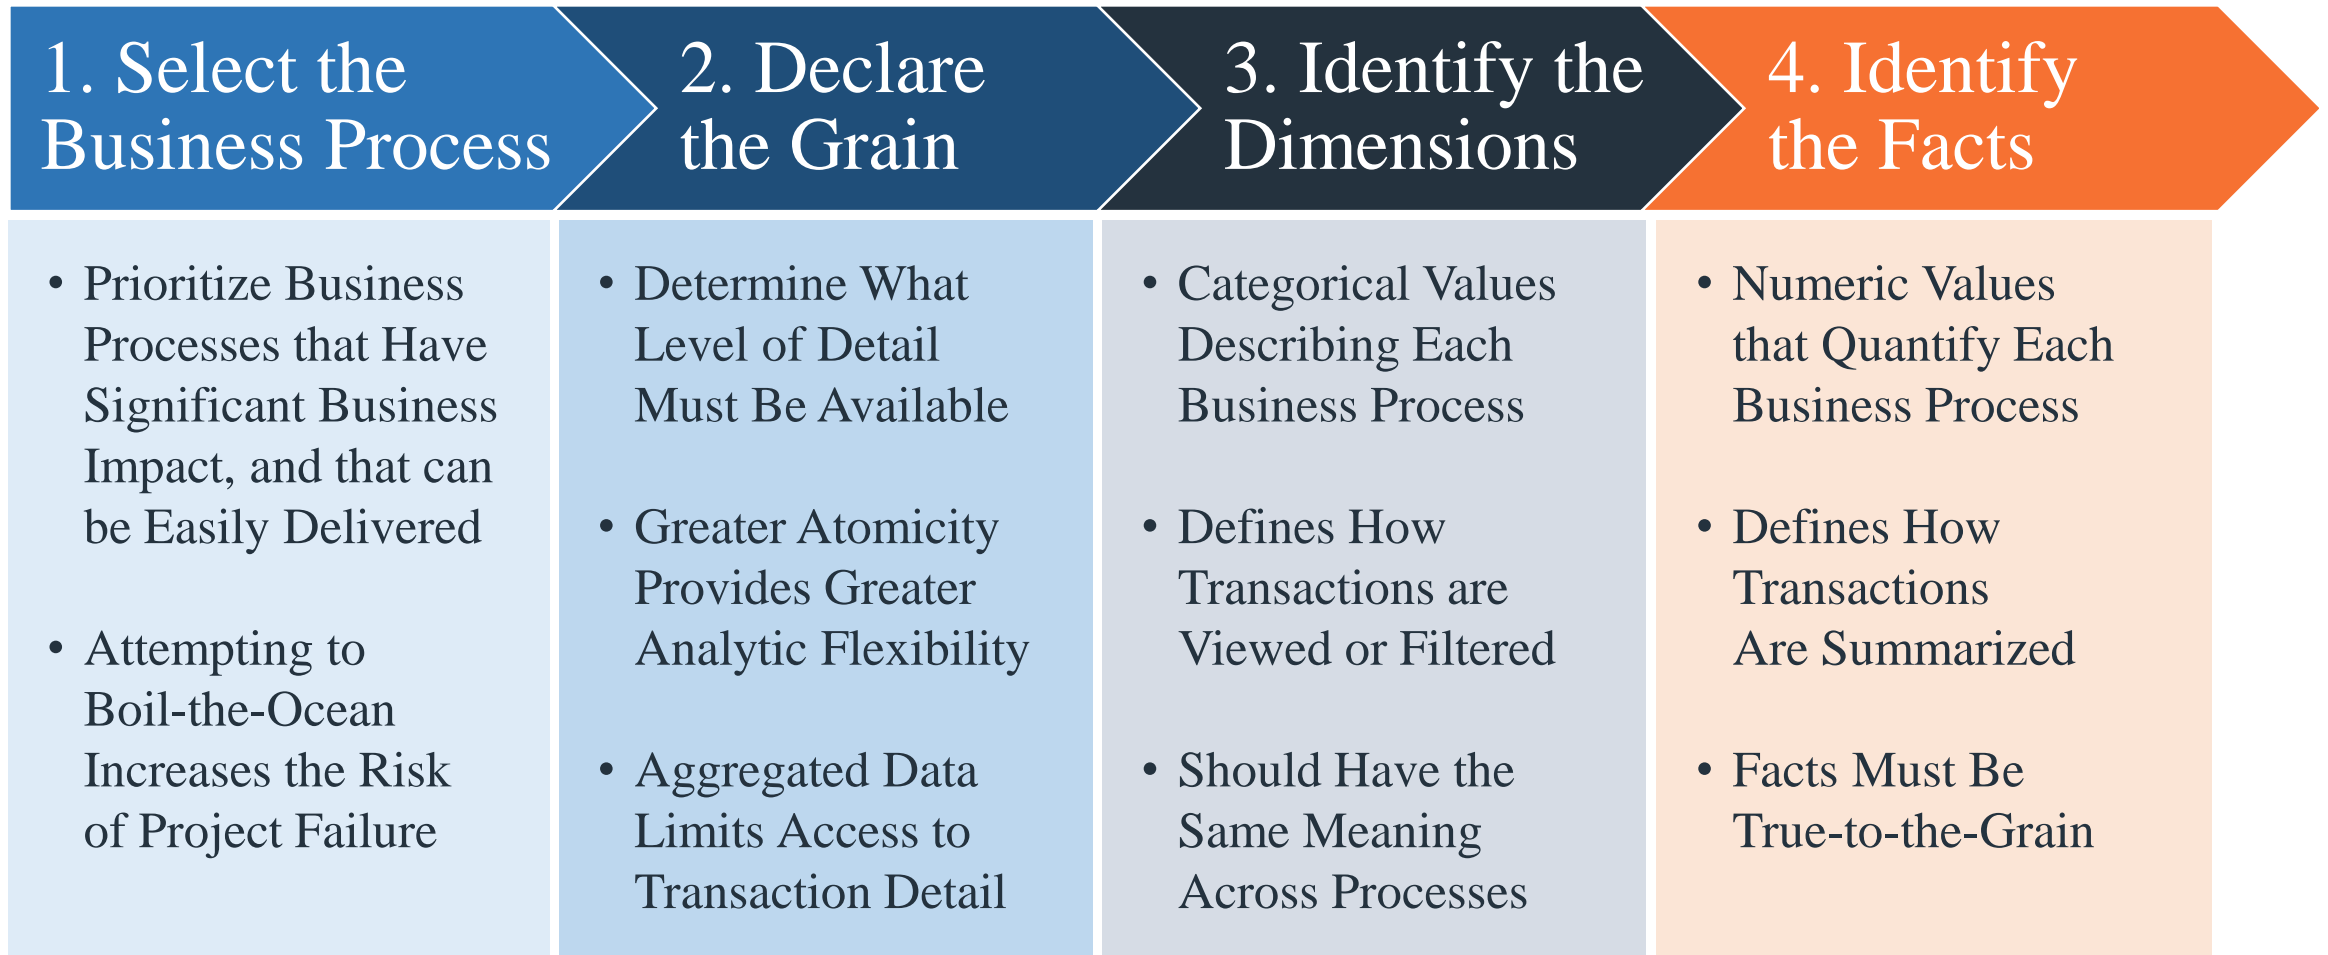 1. Select the
Business Process
2. Declare
the Grain
3. Identify the
Dimensions
4. Identify
the Facts
• Prioritize Business
Processes that Have
Significant Business
Impact, and that can
be Easily Delivered
• Attempting to
Boil-the-Ocean
Increases the Risk
of Project Failure
• Determine What
Level of Detail
Must Be Available
• Greater Atomicity
Provides Greater
Analytic Flexibility
• Aggregated Data
Limits Access to
Transaction Detail
• Categorical Values
Describing Each
Business Process
• Defines How
Transactions are
Viewed or Filtered
• Should Have the
Same Meaning
Across Processes
• Numeric Values
that Quantify Each
Business Process
• Defines How
Transactions
Are Summarized
• Facts Must Be
True-to-the-Grain